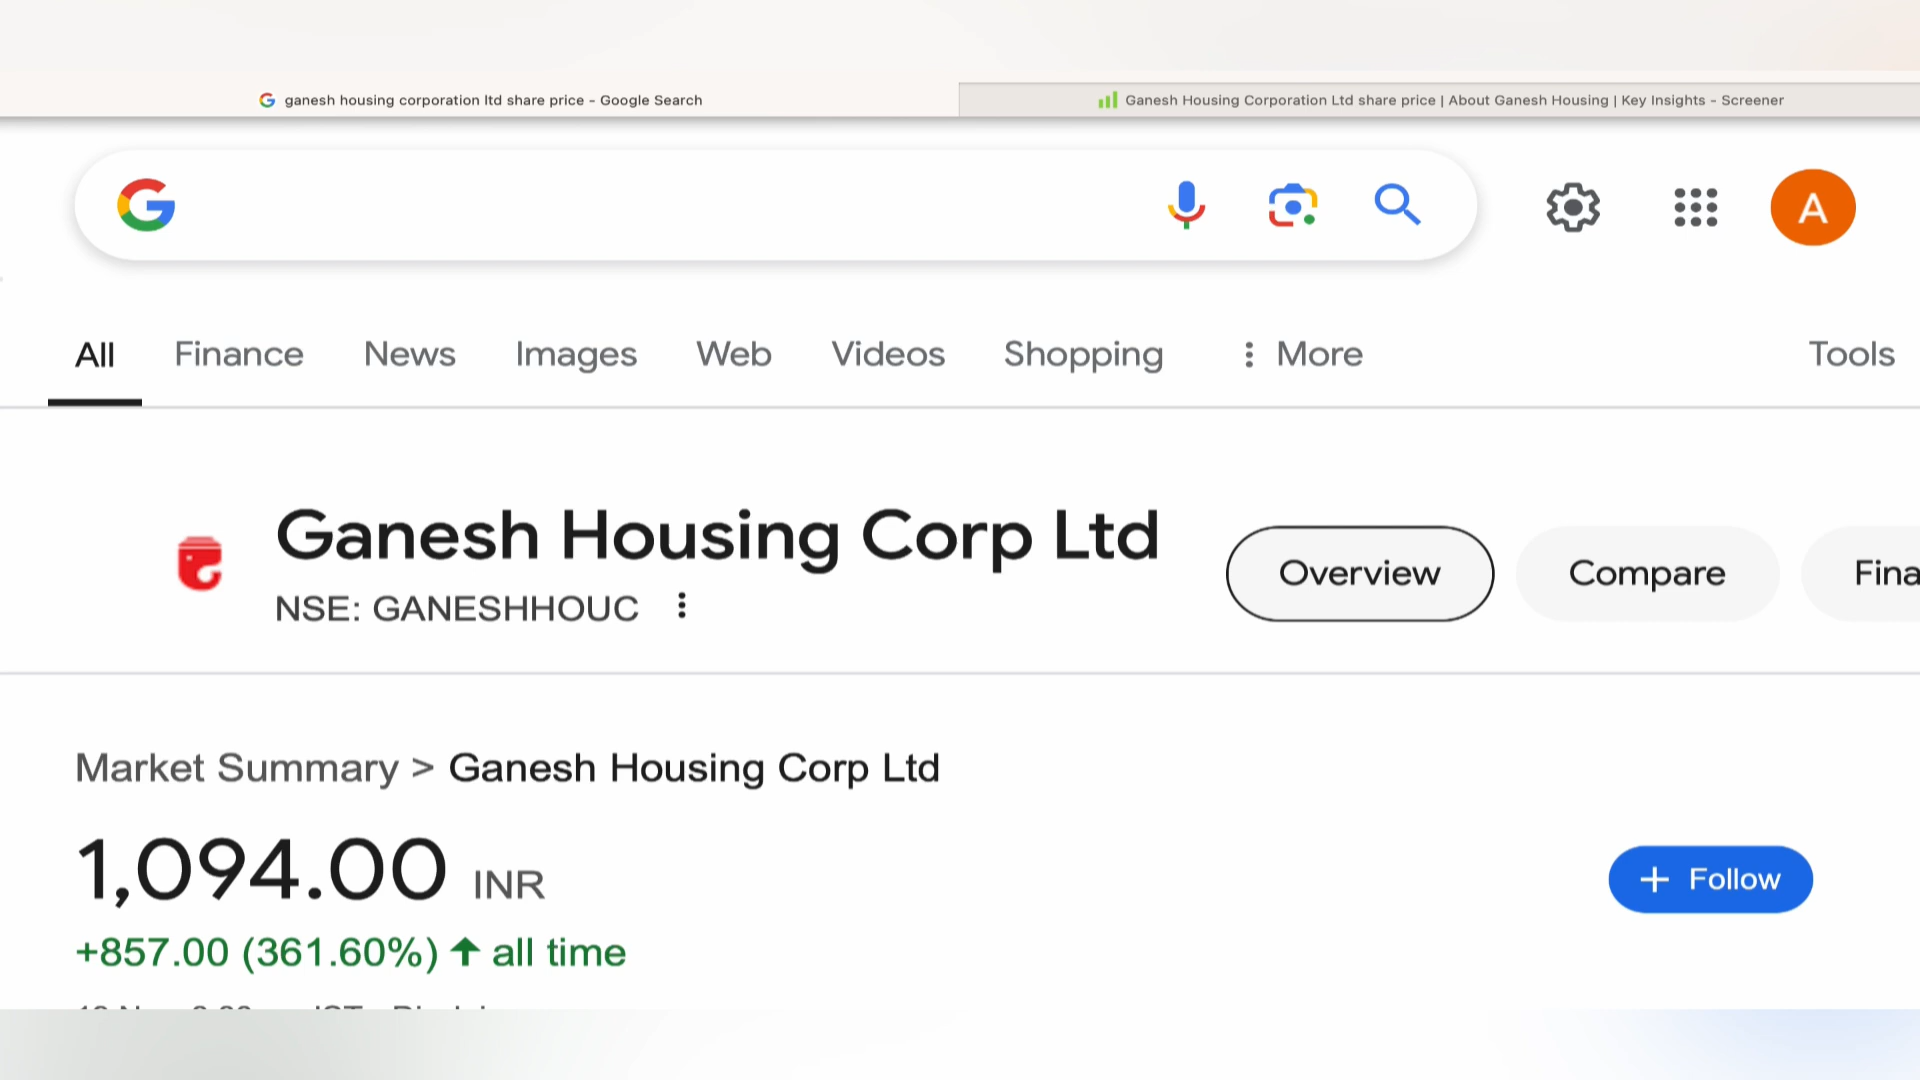 ganesh housing corporation ltd share price - Google Search
Ganesh Housing Corporation Ltd share price | About Ganesh Housing | Key Insights - Screener
A
All Finance News Images Web Videos Shopping More Tools
Ganesh Housing Corp Ltd
NSE: GANESHHOUC
Overview Compare Fina
Market Summary > Ganesh Housing Corp Ltd
1,094.00 INR
+ Follow
+857.00 (361.60%) ↑ all time